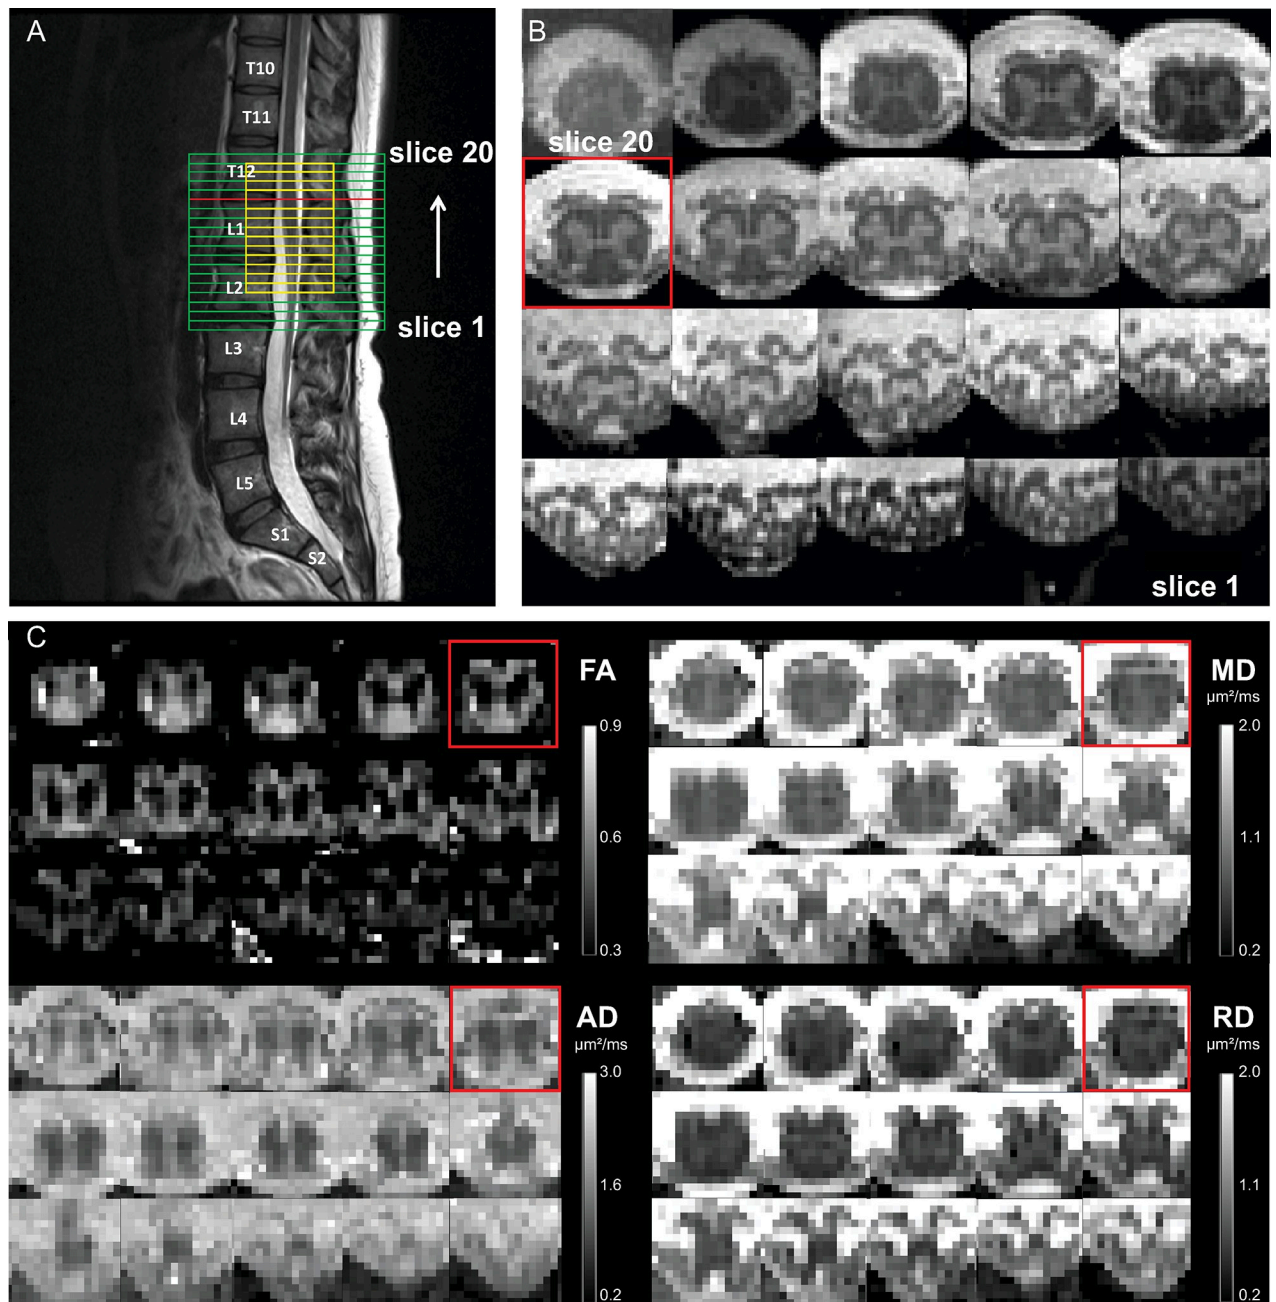 A
T10
T11
T12
L1
L2
L3
L4
L5
S1
S2
slice 20
slice 1
B
slice 20
slice 1
C
FA
0.9
0.6
0.3
MD
µm²/ms
2.0
1.1
0.2
AD
µm²/ms
3.0
1.6
0.2
RD
µm²/ms
2.0
1.1
0.2